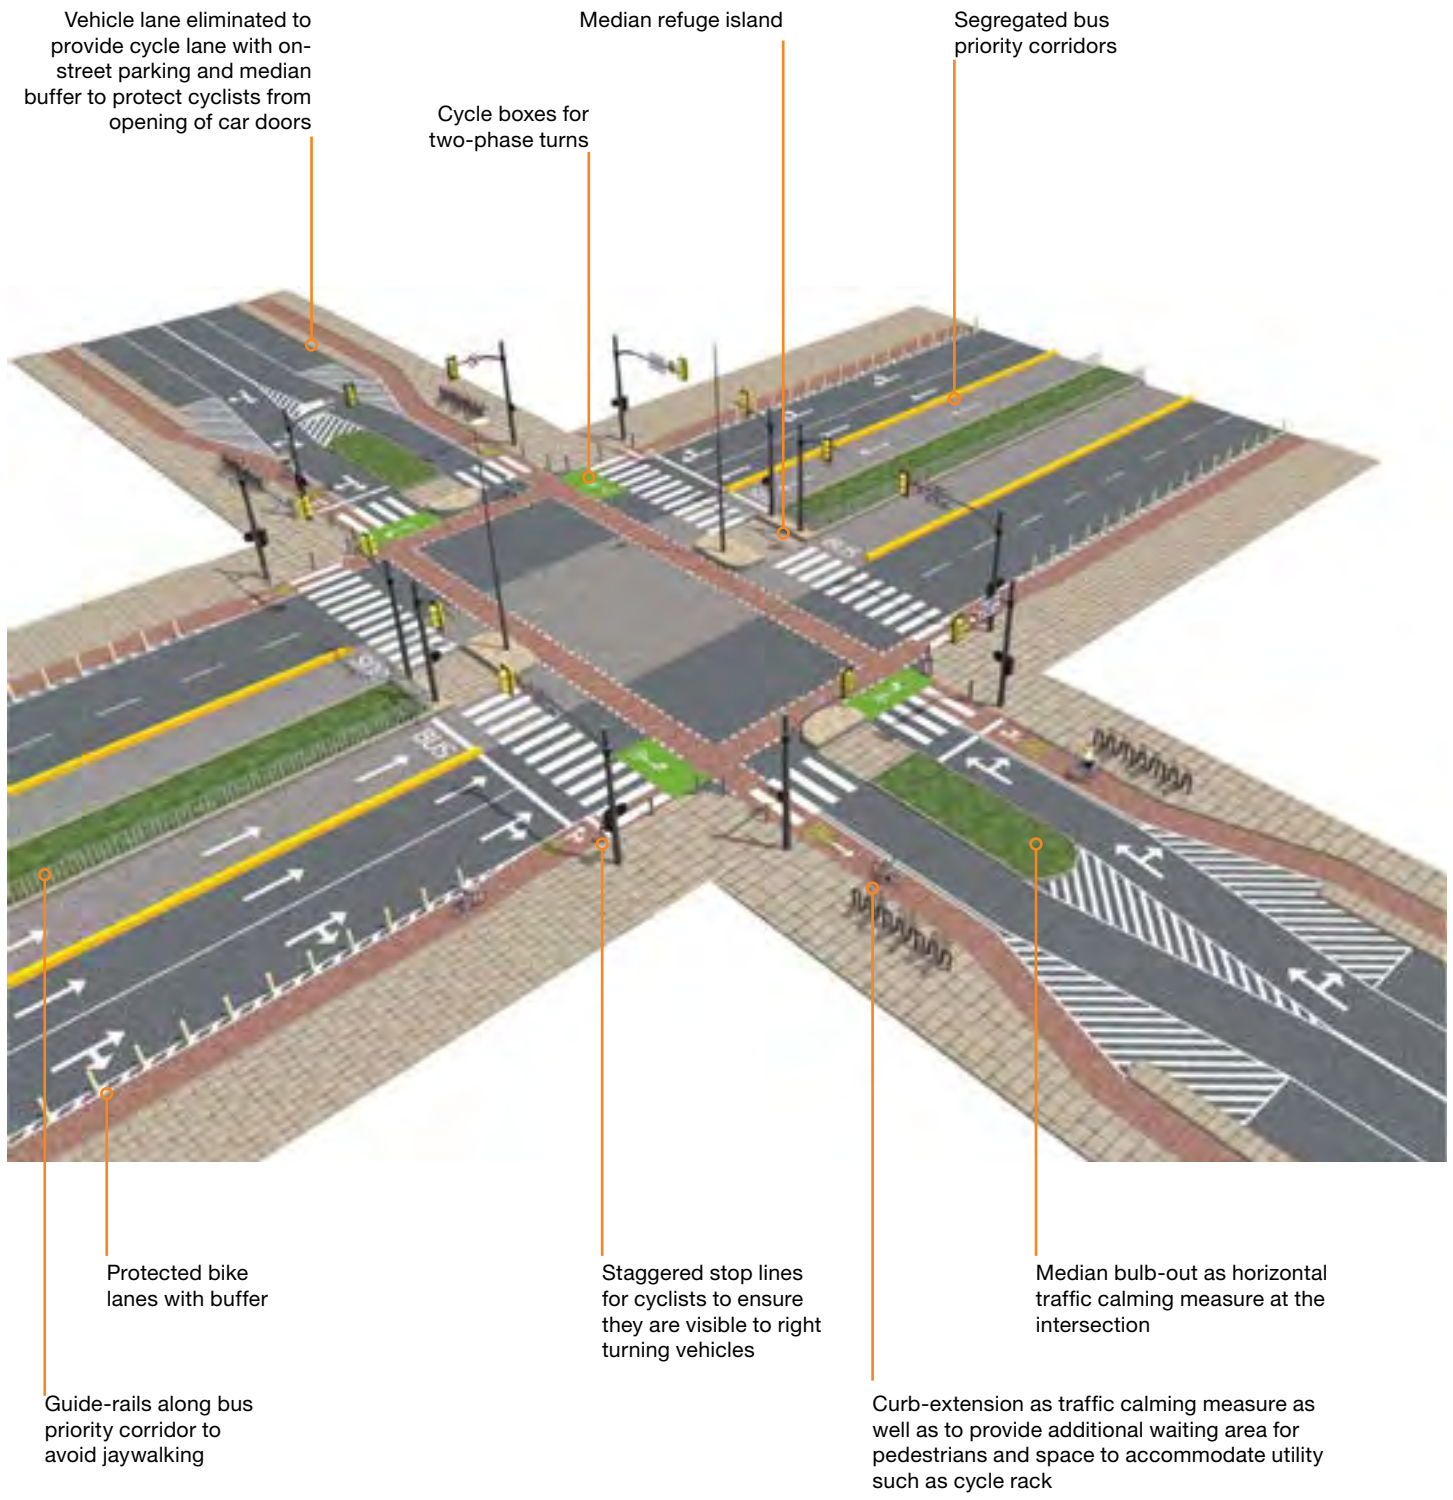 Vehicle lane eliminated to
provide cycle lane with on-
street parking and median
buffer to protect cyclists from
opening of car doors
Cycle boxes for
two-phase turns
Median refuge island
Segregated bus
priority corridors
BUS
BUS
BUS
Protected bike
lanes with buffer
Guide-rails along bus
priority corridor to
avoid jaywalking
Staggered stop lines
for cyclists to ensure
they are visible to right
turning vehicles
Median bulb-out as horizontal
traffic calming measure at the
intersection
Curb-extension as traffic calming measure as
well as to provide additional waiting area for
pedestrians and space to accommodate utility
such as cycle rack